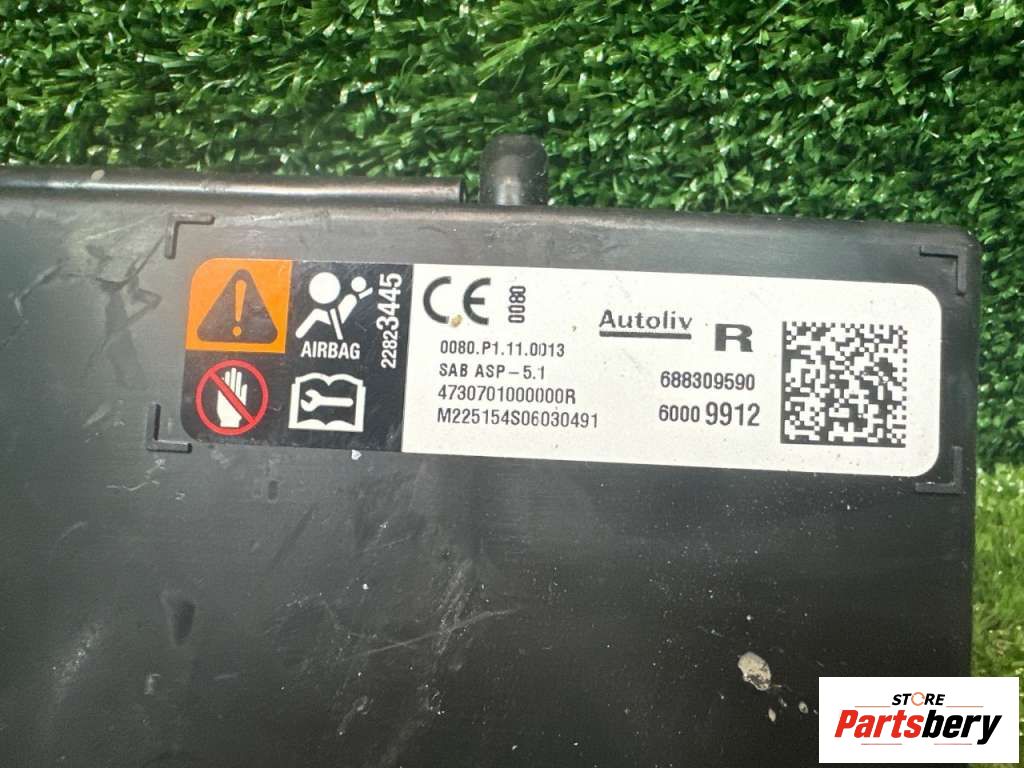 AIRBAG
22823445
CE 0080
0080.P1.11.0013
SAB ASP-5.1
4730701000000R
M225154S06030491
Autoliv R
688309590
6000 9912
STORE
Partsbery